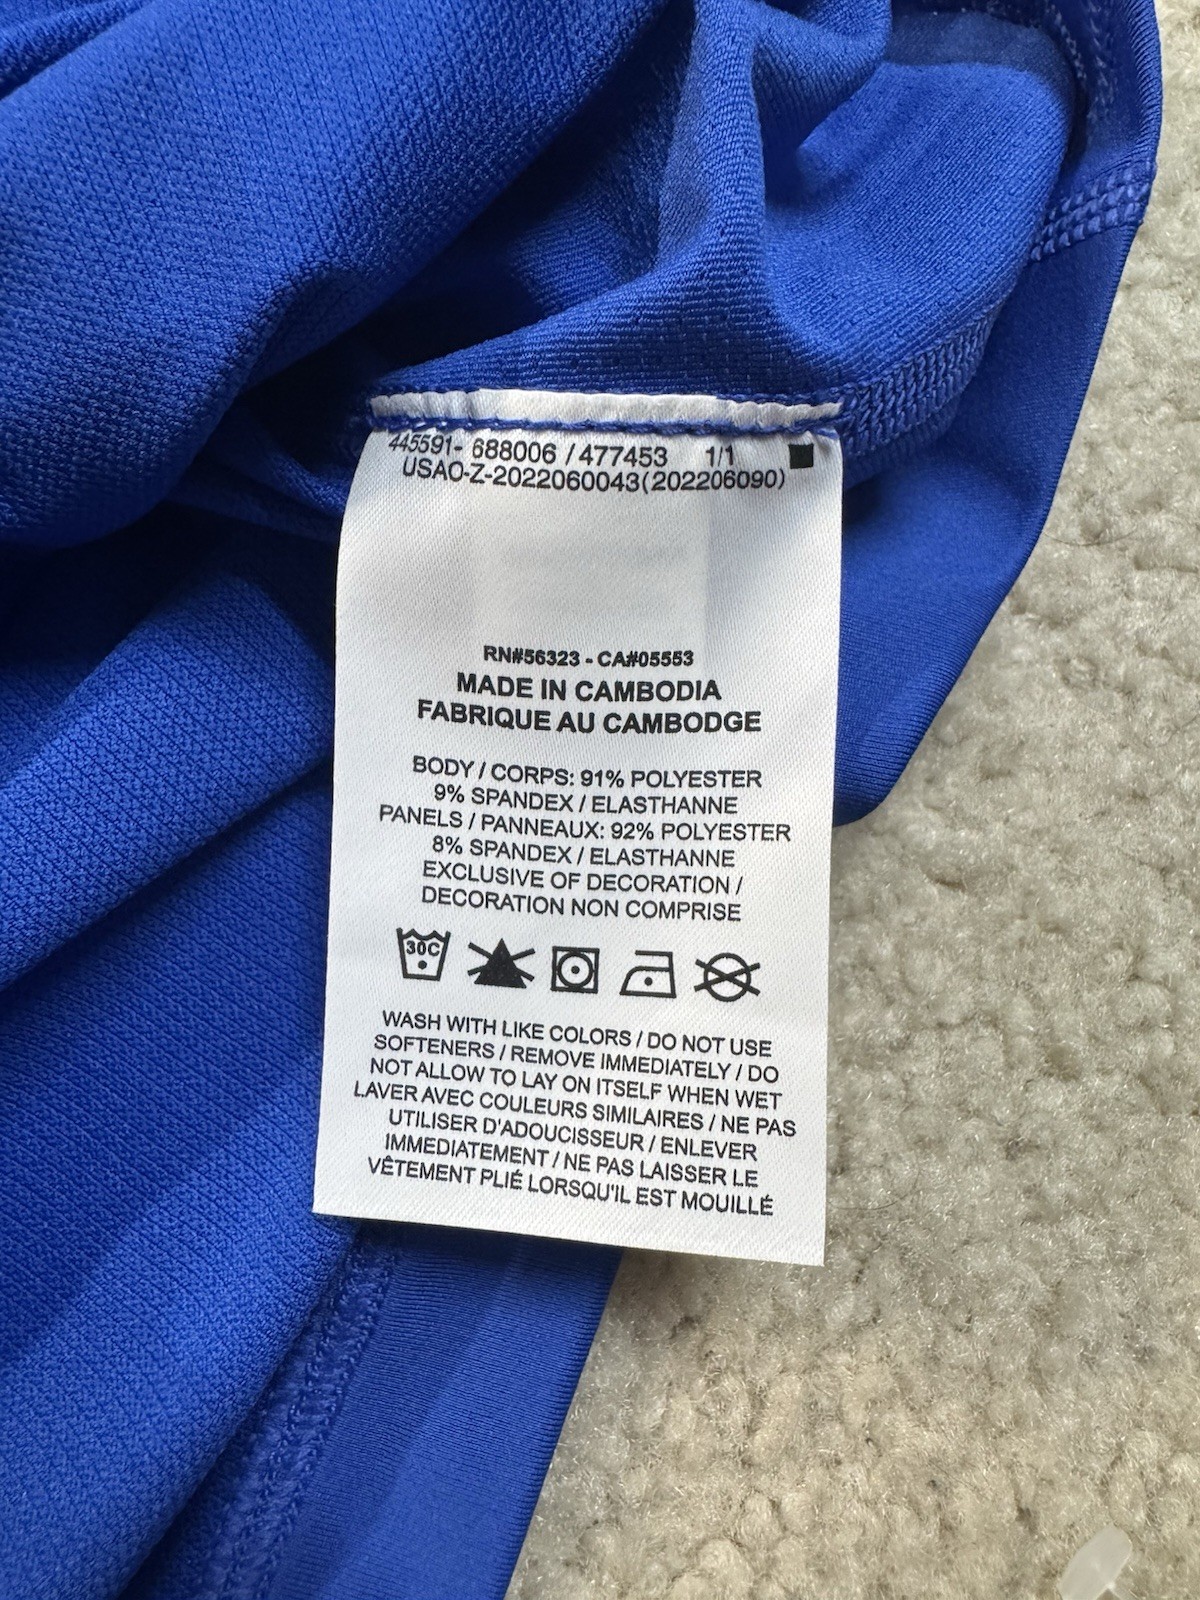 445591- 688006 / 477453 1/1
USAO-Z-2022060043(202206090)
RN#56323 - CA#05553
MADE IN CAMBODIA
FABRIQUE AU CAMBODGE
BODY / CORPS: 91% POLYESTER
9% SPANDEX / ELASTHANNE
PANELS / PANNEAUX: 92% POLYESTER
8% SPANDEX / ELASTHANNE
EXCLUSIVE OF DECORATION /
DECORATION NON COMPRISE
30C
WASH WITH LIKE COLORS / DO NOT USE
SOFTENERS / REMOVE IMMEDIATELY / DO
NOT ALLOW TO LAY ON ITSELF WHEN WET
LAVER AVEC COULEURS SIMILAIRES / NE PAS
UTILISER D'ADOUCISSEUR / ENLEVER
IMMEDIATEMENT / NE PAS LAISSER LE
VÊTEMENT PLIÉ LORSQU'IL EST MOUILLÉ